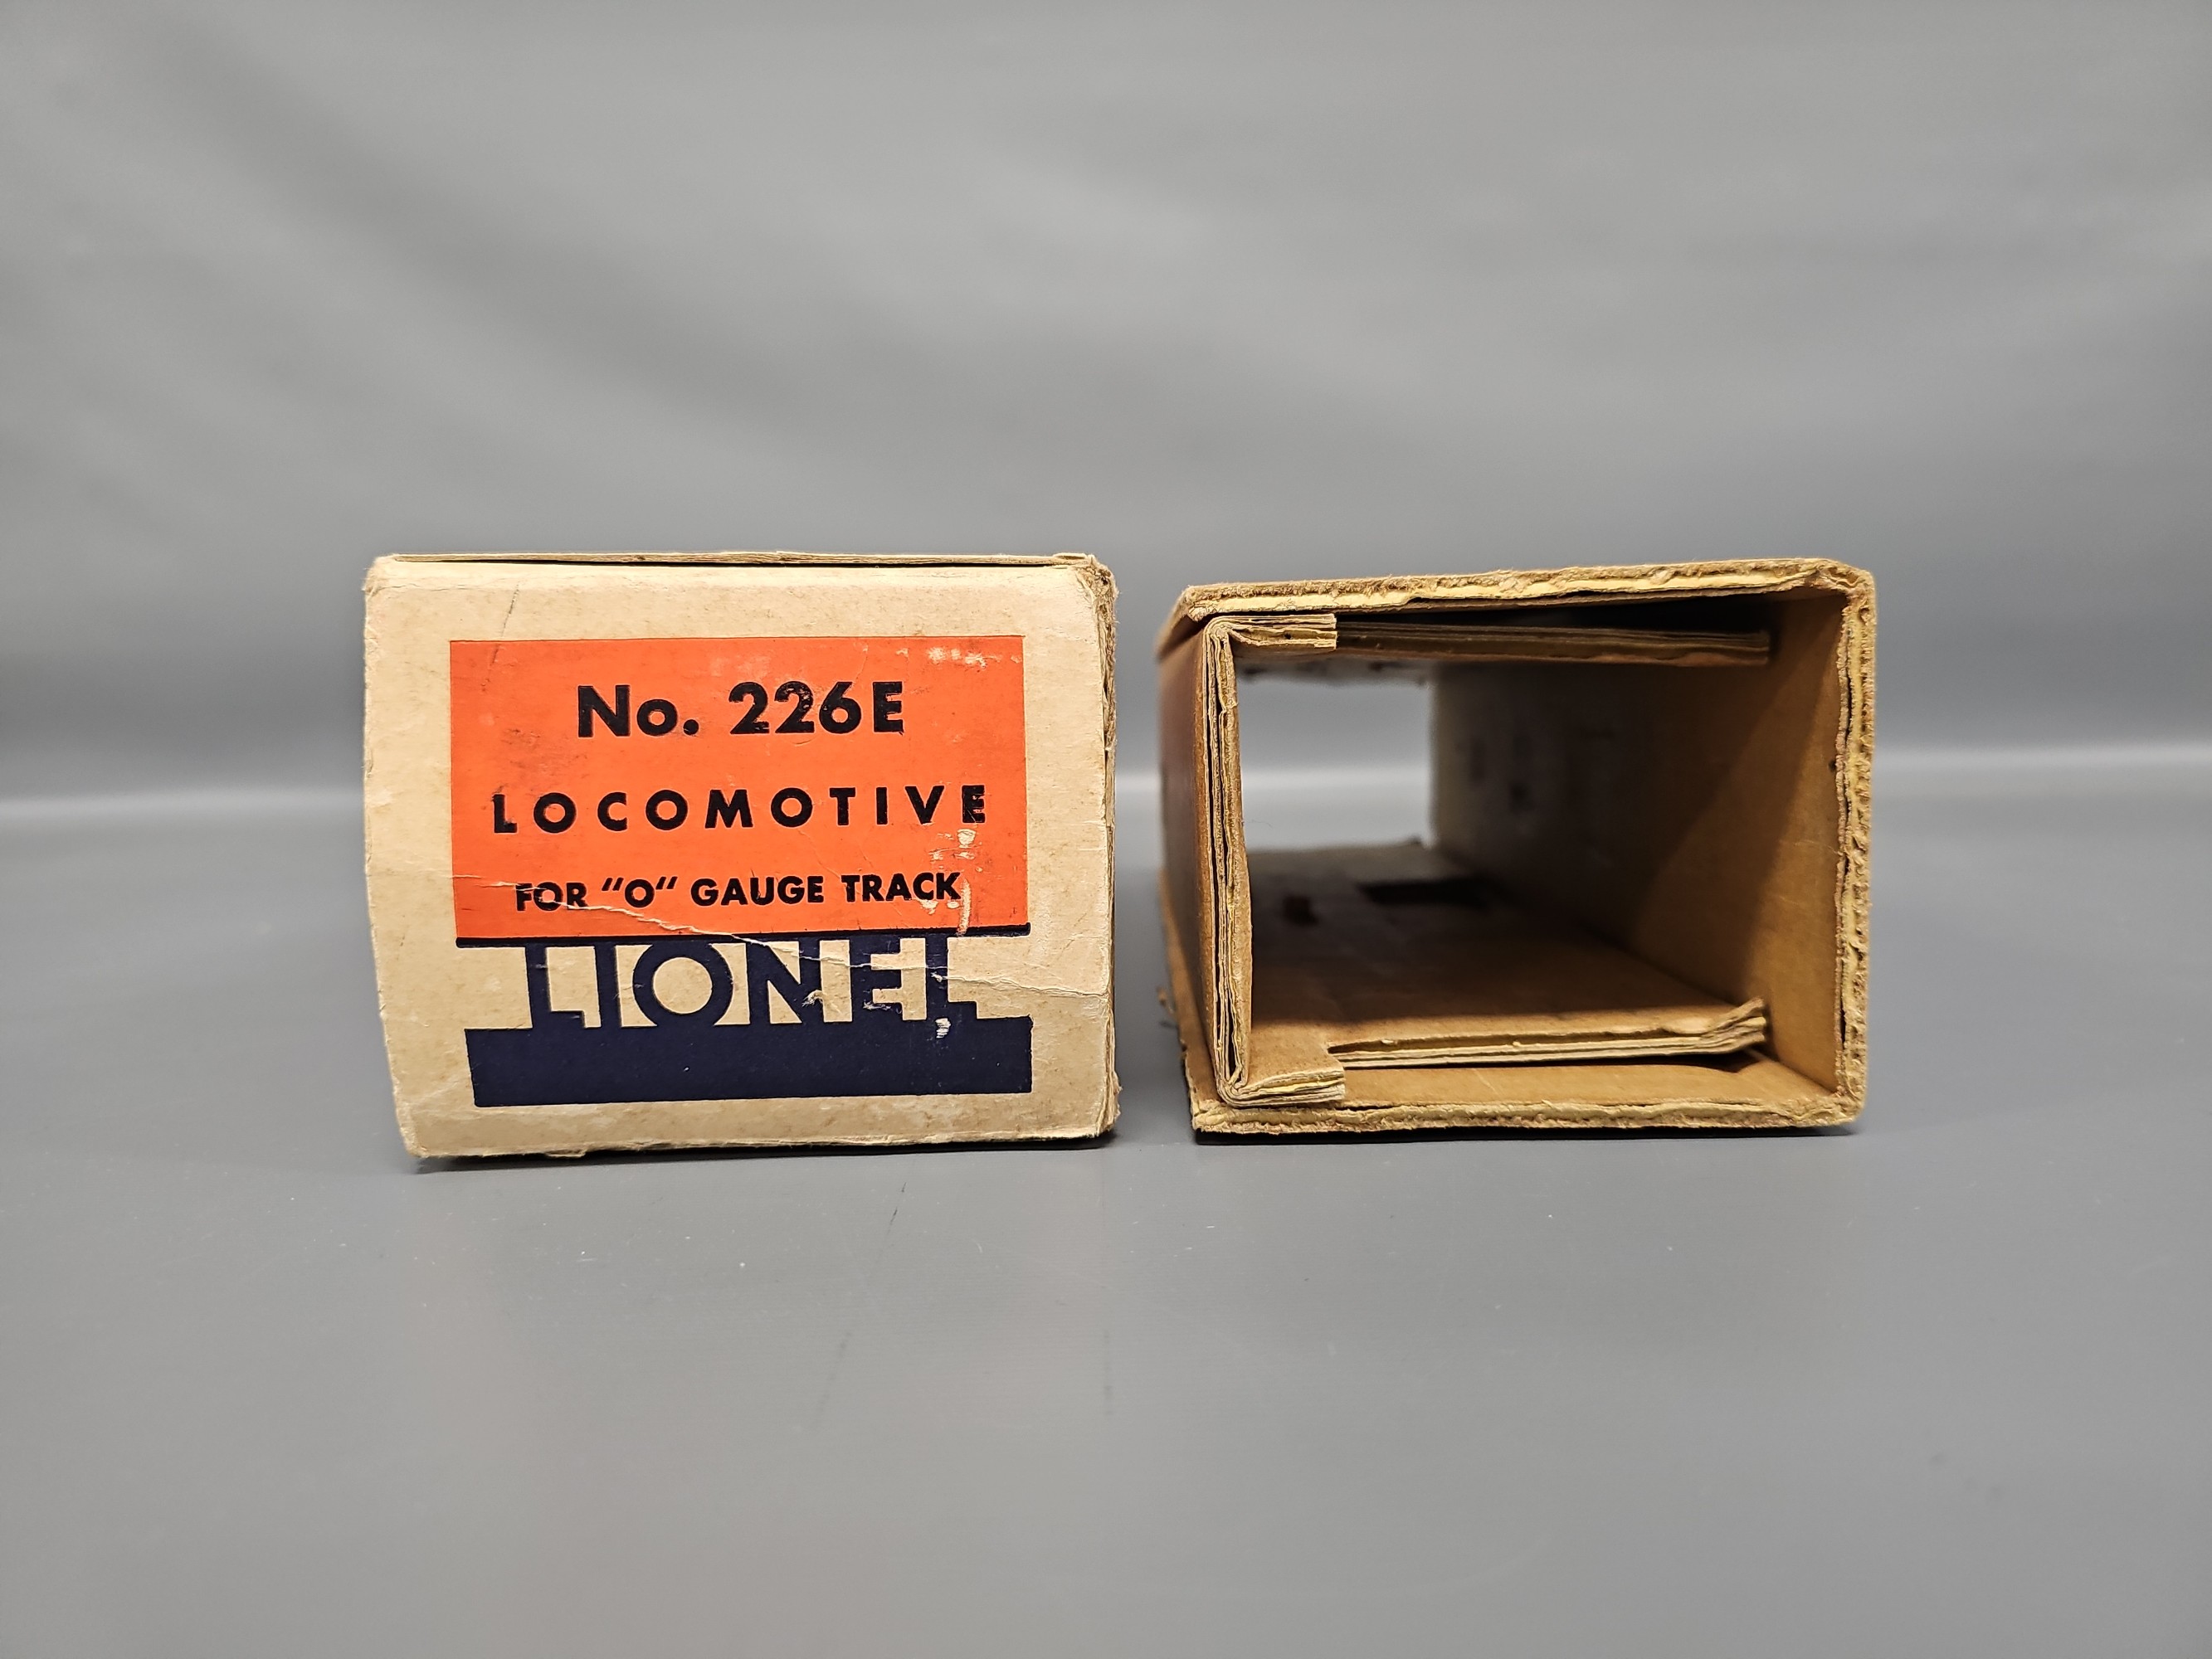 No. 226E
LOCOMOTIVE
FOR "O" GAUGE TRACK
LIONEL